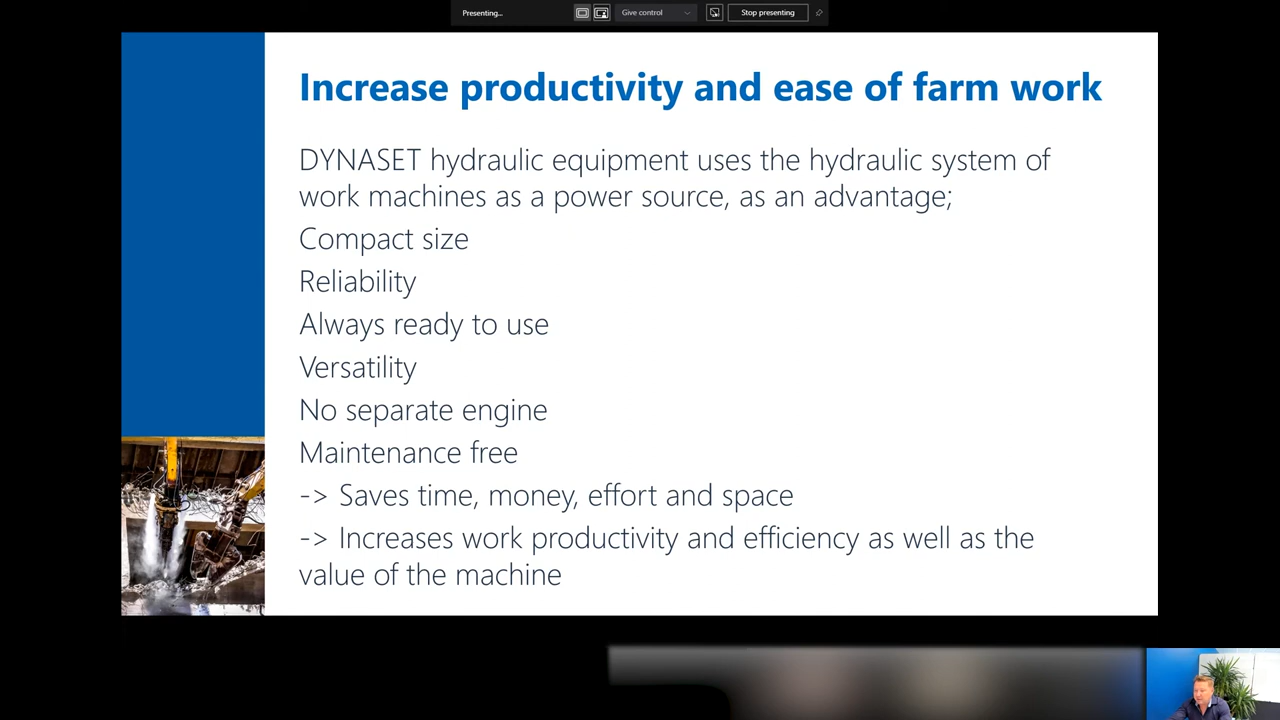 Presenting...
Give control
Stop presenting
Increase productivity and ease of farm work
DYNASET hydraulic equipment uses the hydraulic system of
work machines as a power source, as an advantage;
Compact size
Reliability
Always ready to use
Versatility
No separate engine
Maintenance free
-> Saves time, money, effort and space
-> Increases work productivity and efficiency as well as the
value of the machine